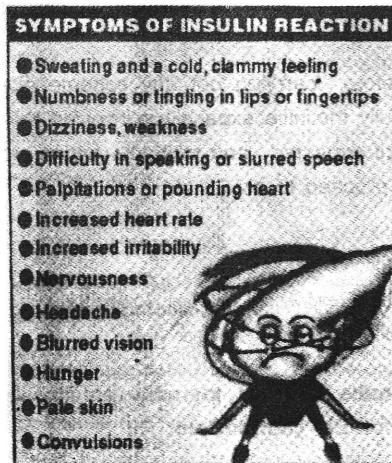 SYMPTOMS OF INSULIN REACTION
●Sweating and a cold, clammy feeling
●Numbness or tingling in lips or fingertips
●Dizziness, weakness
●Difficulty in speaking or slurred speech
●Palpitations or pounding heart
●Increased heart rate
●Increased irritability
●Nervousness
●Headache
●Blurred vision
●Hunger
●Pale skin
●Convulsions